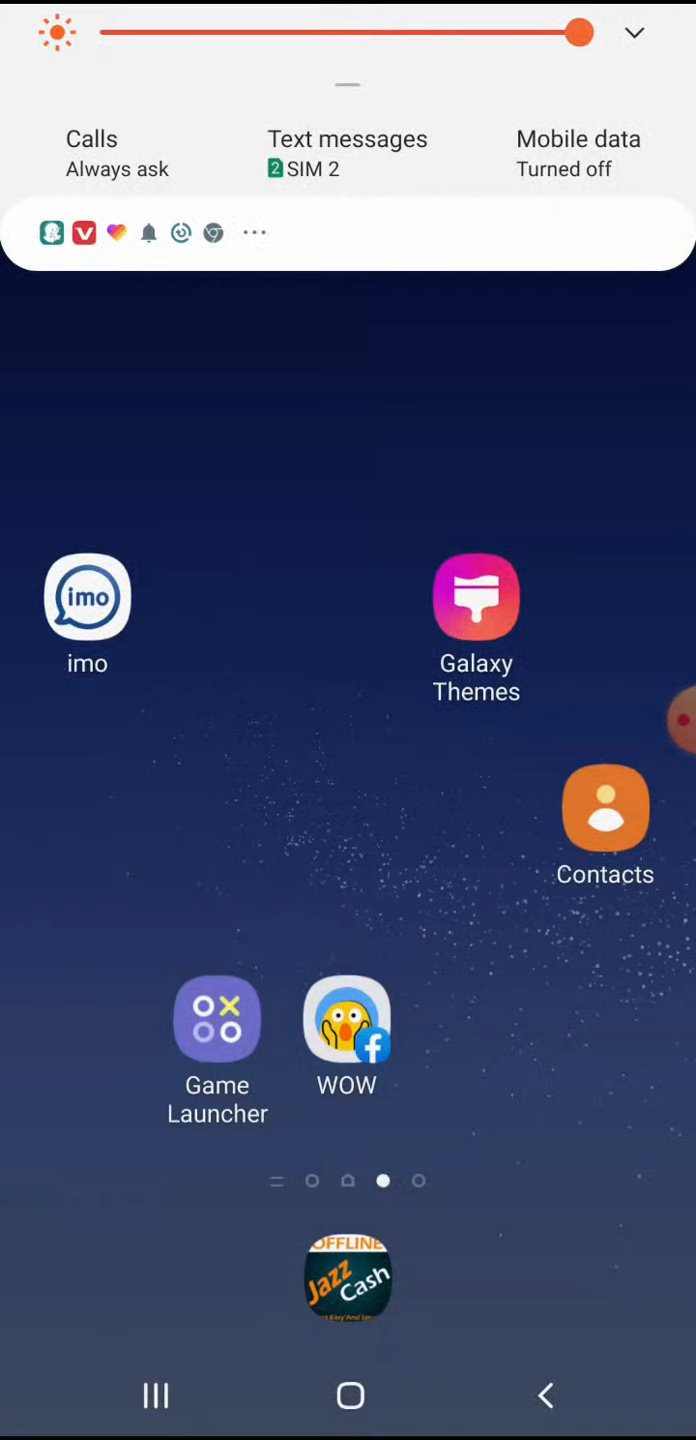 Calls Text messages Mobile data
Always ask 2 SIM 2 Turned off
imo
imo
Galaxy
Themes
Contacts
Game
Launcher
WOW
OFFLINE
Jazz
Cash